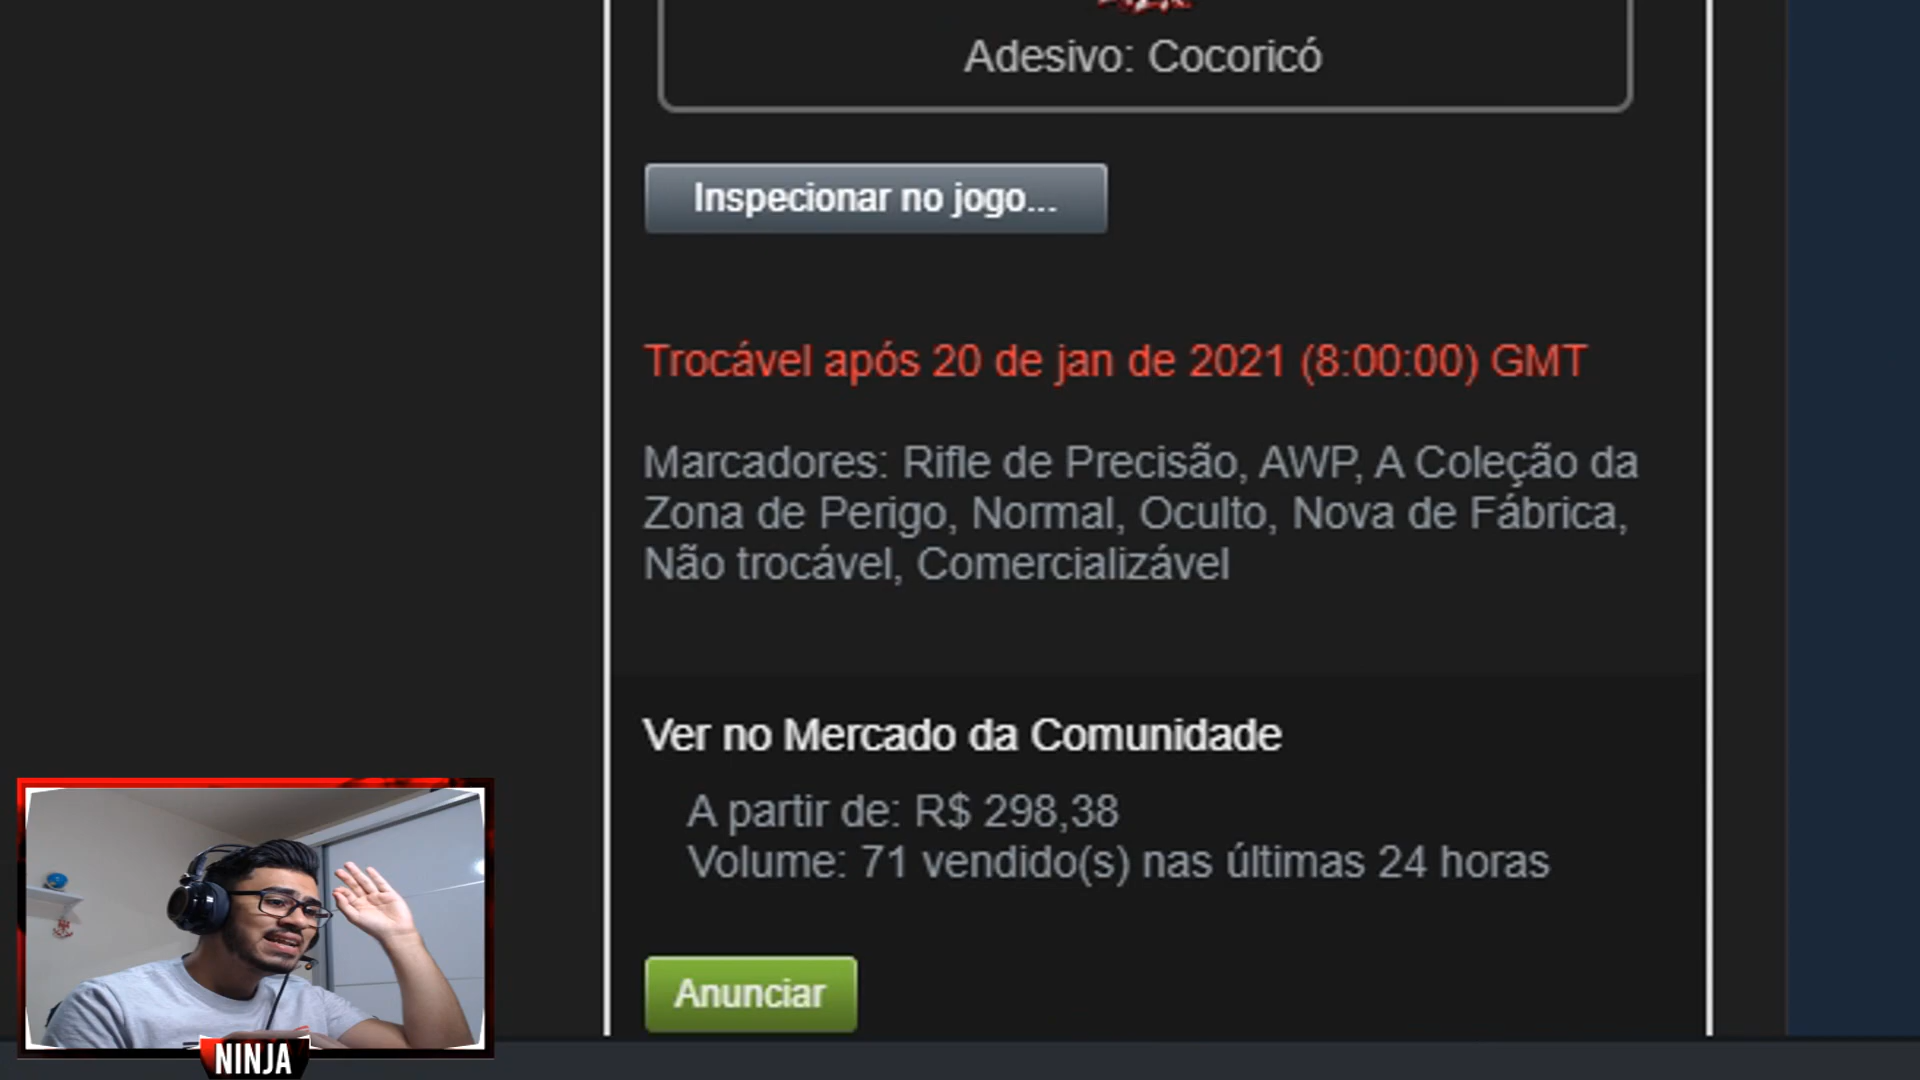 Adesivo: Cocoricó
Inspecionar no jogo...
Trocável após 20 de jan de 2021 (8:00:00) GMT
Marcadores: Rifle de Precisão, AWP, A Coleção da
Zona de Perigo, Normal, Oculto, Nova de Fábrica,
Não trocável, Comercializável
Ver no Mercado da Comunidade
A partir de: R$ 298,38
Volume: 71 vendido(s) nas últimas 24 horas
Anunciar
NINJA